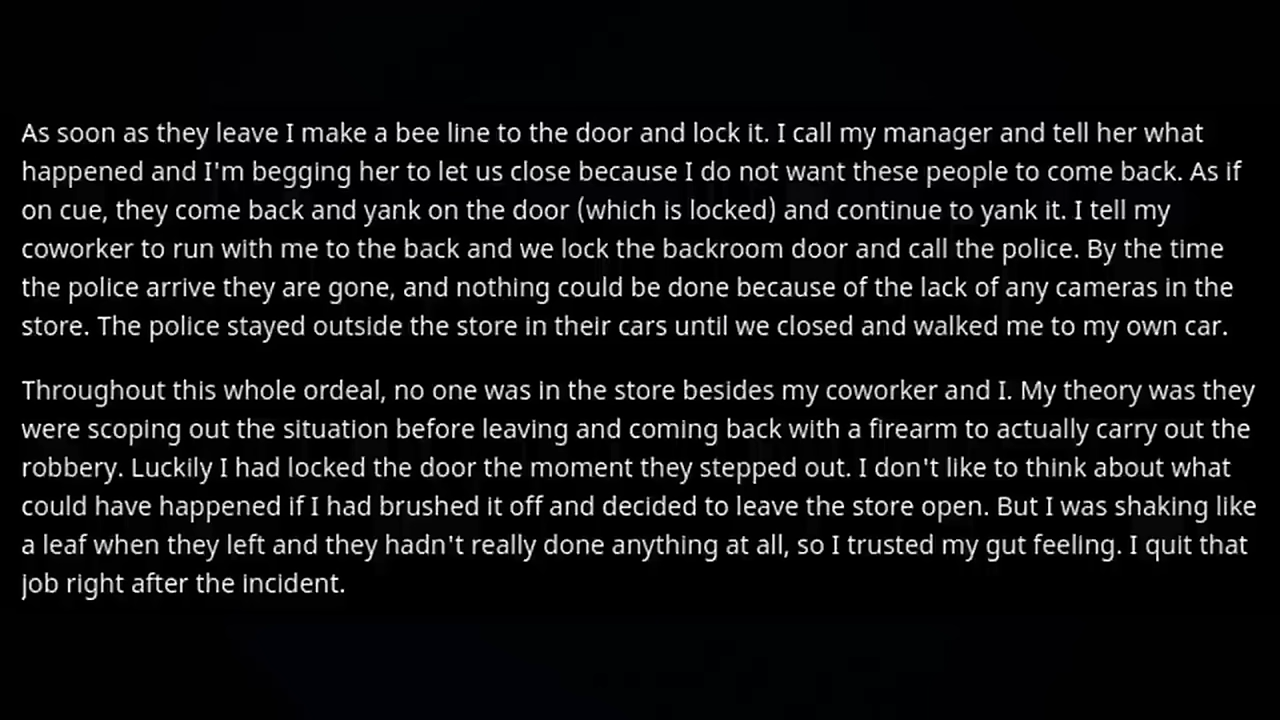 As soon as they leave I make a bee line to the door and lock it. I call my manager and tell her what
happened and I'm begging her to let us close because I do not want these people to come back. As if
on cue, they come back and yank on the door (which is locked) and continue to yank it. I tell my
coworker to run with me to the back and we lock the backroom door and call the police. By the time
the police arrive they are gone, and nothing could be done because of the lack of any cameras in the
store. The police stayed outside the store in their cars until we closed and walked me to my own car.
Throughout this whole ordeal, no one was in the store besides my coworker and I. My theory was they
were scoping out the situation before leaving and coming back with a firearm to actually carry out the
robbery. Luckily I had locked the door the moment they stepped out. I don't like to think about what
could have happened if I had brushed it off and decided to leave the store open. But I was shaking like
a leaf when they left and they hadn't really done anything at all, so I trusted my gut feeling. I quit that
job right after the incident.